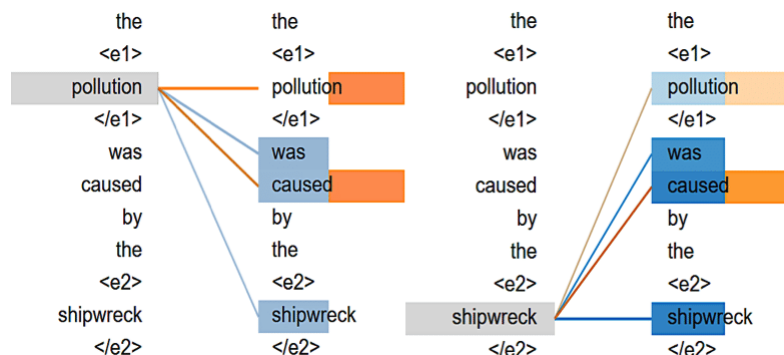 the the the the
<e1> <e1> <e1> <e1>
pollution pollution pollution pollution
</e1> </e1> </e1> </e1>
was was was was
caused caused caused caused
by by by by
the the the the
<e2> <e2> <e2> <e2>
shipwreck shipwreck shipwreck shipwreck
</e2> </e2> </e2> </e2>